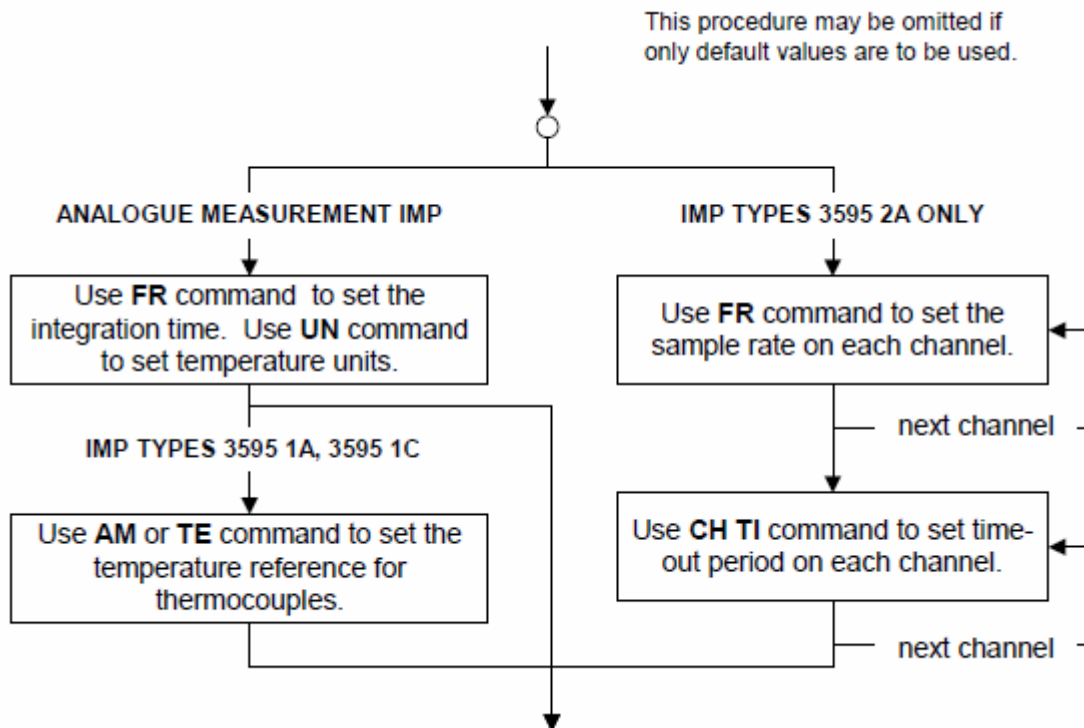 This procedure may be omitted if
only default values are to be used.
ANALOGUE MEASUREMENT IMP
Use FR command to set the
integration time. Use UN command
to set temperature units.
IMP TYPES 3595 1A, 3595 1C
Use AM or TE command to set the
temperature reference for
thermocouples.
IMP TYPES 3595 2A ONLY
Use FR command to set the
sample rate on each channel.
next channel
Use CH TI command to set time-
out period on each channel.
next channel